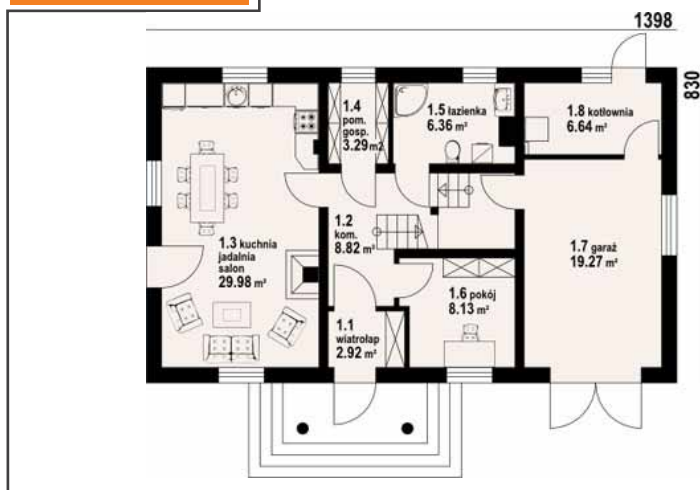 1398
830
1.4
pom.
gosp.
3.29 m2
1.5 łazienka
6.36 m²
1.8 kotłownia
6.64 m²
1.3 kuchnia
jadalnia
salon
29.98 m²
1.2
kom.
8.82 m²
1.7 garaż
19.27 m²
1.6 pokój
8.13 m²
1.1
wiatrołap
2.92 m²